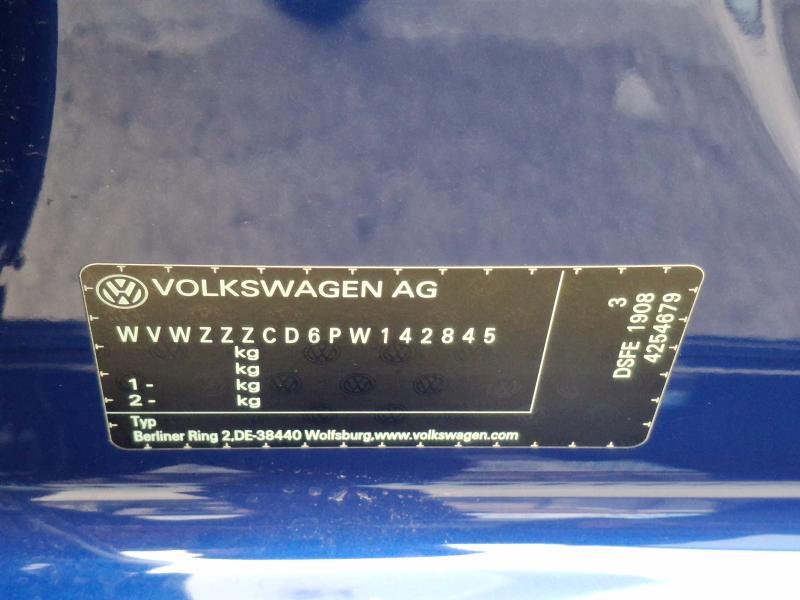 VOLKSWAGEN AG
WVWZZZCD6PW142845
kg
kg
1 - kg
2 - kg
Typ
Berliner Ring 2,DE-38440 Wolfsburg,www.volkswagen.com
3
DSFE 1908
4254679